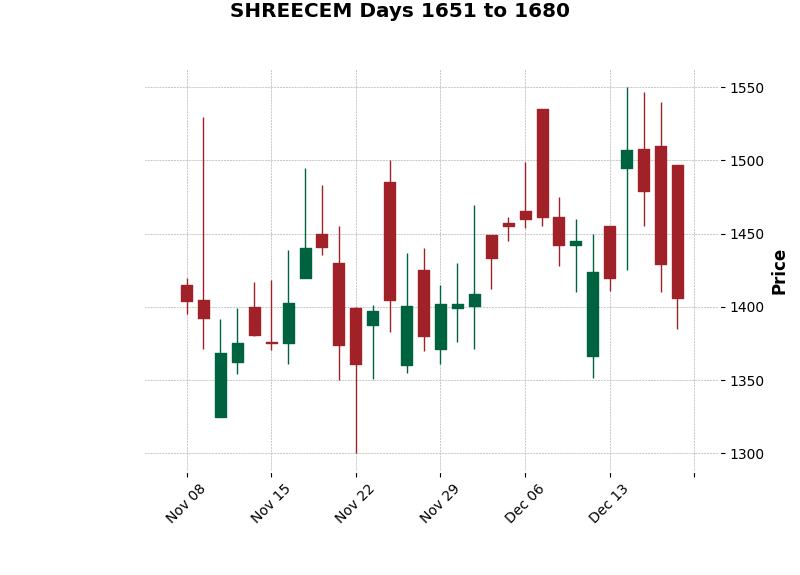 SHREECEM Days 1651 to 1680
1550
1500
1450
1400
1350
1300
Price
Nov 08
Nov 15
Nov 22
Nov 29
Dec 06
Dec 13